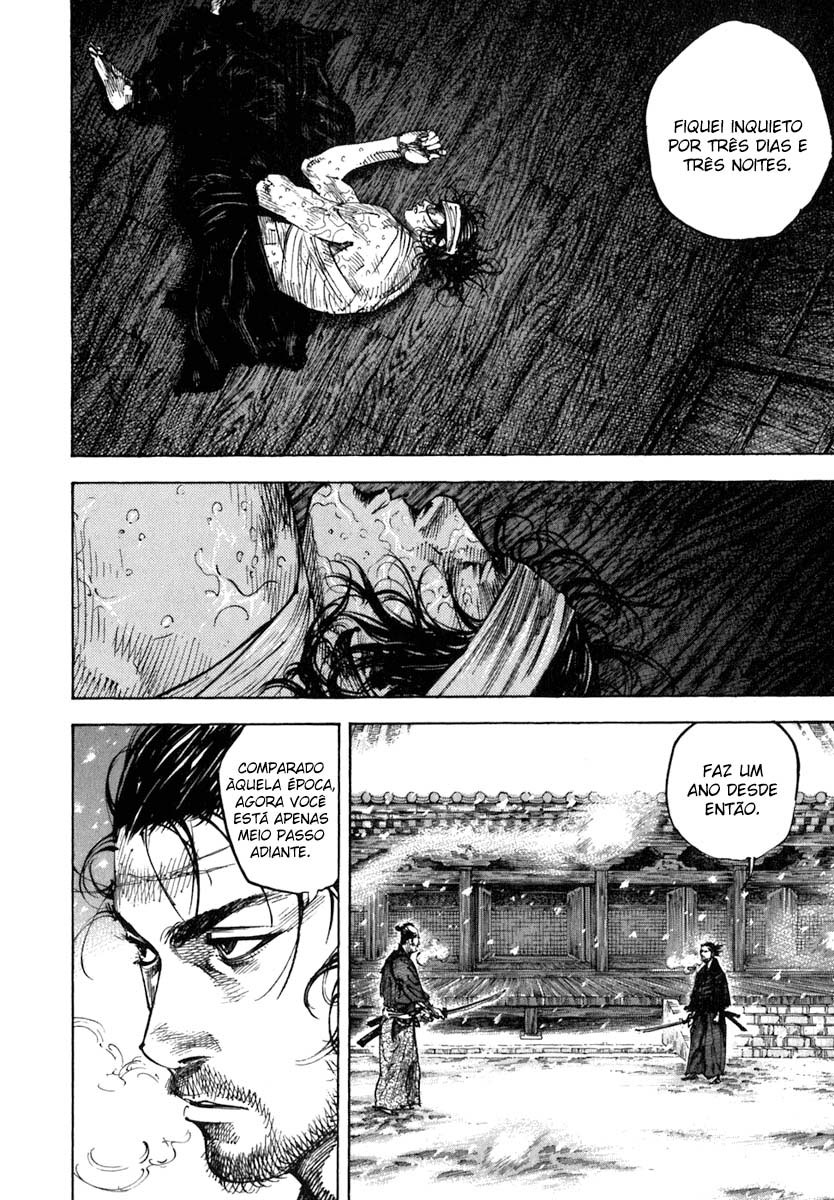 FIQUEI INQUIETO
POR TRÊS DIAS E
TRÊS NOITES.
FAZ UM
ANO DESDE
ENTÃO.
COMPARADO
ÀQUELA ÉPOCA,
AGORA VOCÊ
ESTÁ APENAS
MEIO PASSO
ADIANTE.